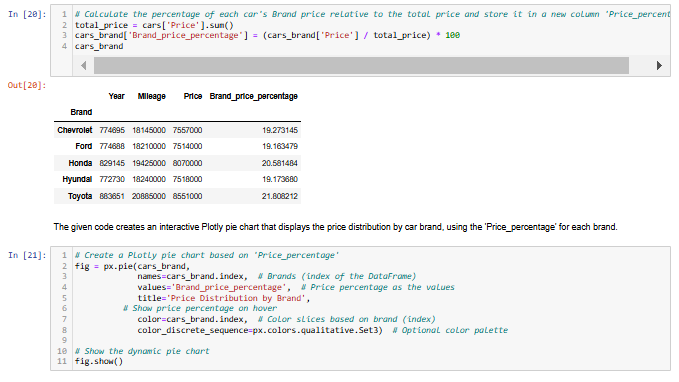 In [20]:
1 # Calculate the percentage of each car's Brand price relative to the total price and store it in a new column 'Price_percent
2 total_price = cars['Price'].sum()
3 cars_brand['Brand_price_percentage'] = (cars_brand['Price'] / total_price) * 100
4 cars_brand
Out[20]:
Year Mileage Price Brand_price_percentage
Brand
Chevrolet 774695 18145000 7557000 19.273145
Ford 774688 18210000 7514000 19.163479
Honda 829145 19425000 8070000 20.581484
Hyundai 772730 18240000 7518000 19.173680
Toyota 883651 20885000 8551000 21.808212
The given code creates an interactive Plotly pie chart that displays the price distribution by car brand, using the 'Price_percentage' for each brand.
In [21]:
1 # Create a Plotly pie chart based on 'Price_percentage'
2 fig = px.pie(cars_brand,
3 names=cars_brand.index, # Brands (index of the DataFrame)
4 values='Brand_price_percentage', # Price percentage as the values
5 title='Price Distribution by Brand',
6 # Show price percentage on hover
7 color=cars_brand.index, # Color slices based on brand (index)
8 color_discrete_sequence=px.colors.qualitative.Set3) # Optional color palette
9
10 # Show the dynamic pie chart
11 fig.show()